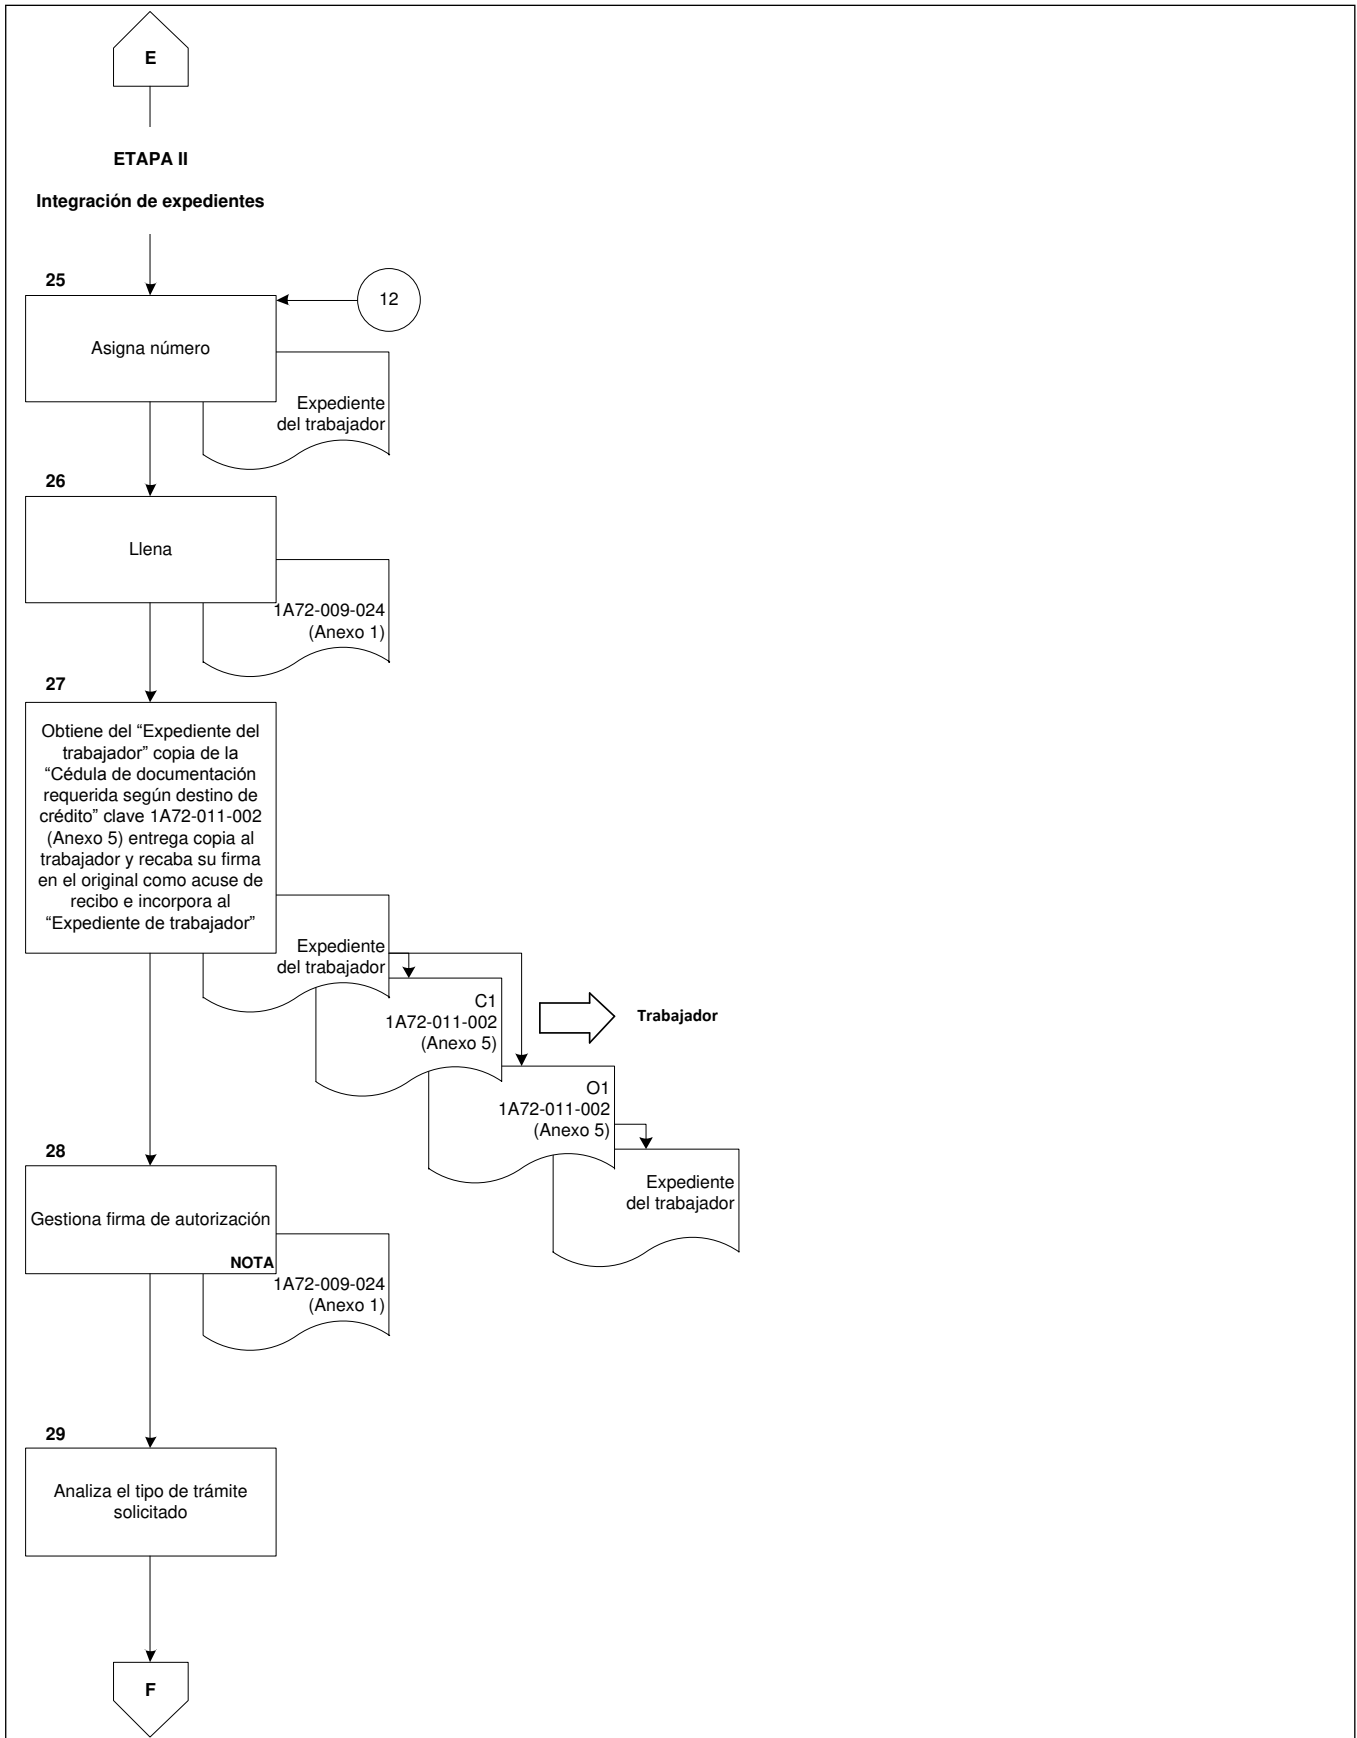 E
ETAPA II
Integración de expedientes
25
12
Asigna número
Expediente
del trabajador
26
Llena
1A72-009-024
(Anexo 1)
27
Obtiene del “Expediente del
trabajador” copia de la
“Cédula de documentación
requerida según destino de
crédito” clave 1A72-011-002
(Anexo 5) entrega copia al
trabajador y recaba su firma
en el original como acuse de
recibo e incorpora al
“Expediente de trabajador”
Expediente
del trabajador
C1
1A72-011-002
(Anexo 5)
Trabajador
O1
1A72-011-002
(Anexo 5)
Expediente
del trabajador
28
Gestiona firma de autorización
NOTA
1A72-009-024
(Anexo 1)
29
Analiza el tipo de trámite
solicitado
F